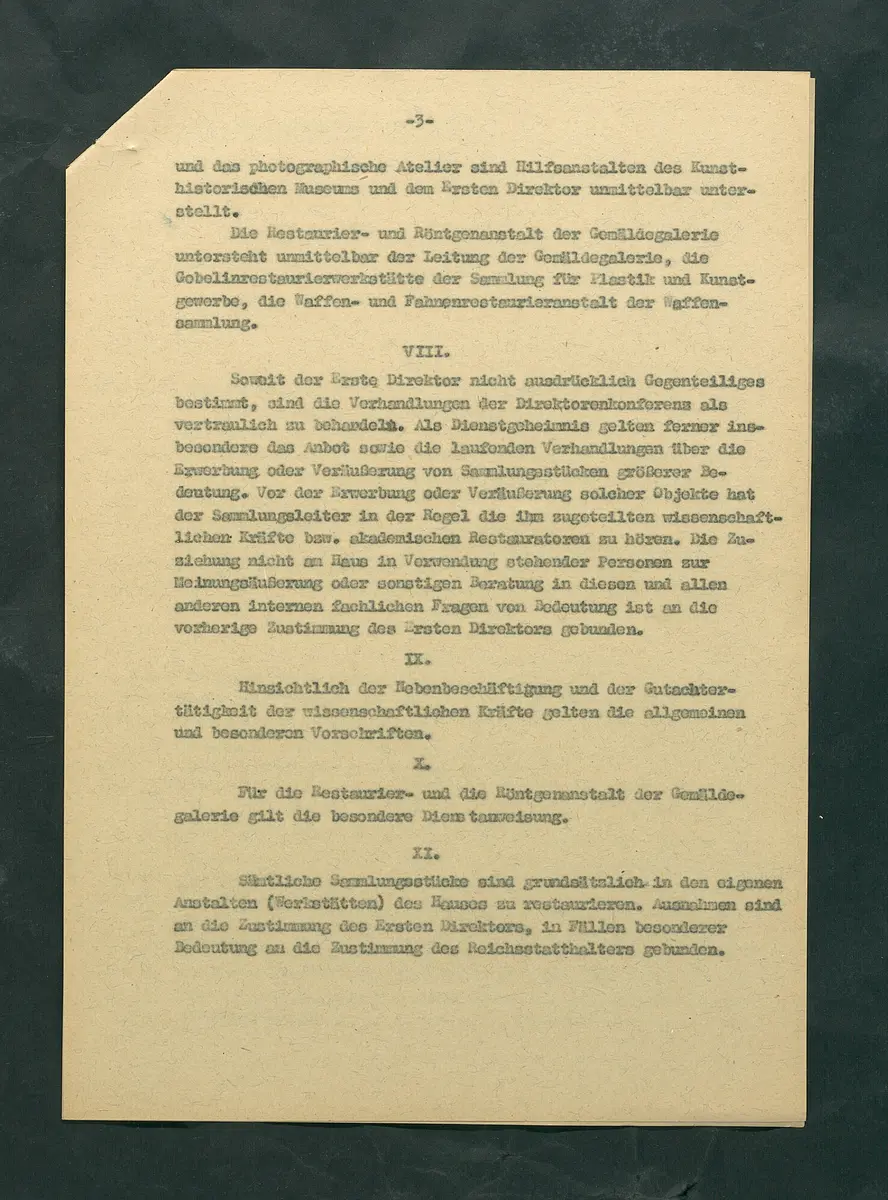 -3-
und das photographische Atelier sind Hilfsanstalten des Kunst-
historischen Museums und dem Ersten Direktor unmittelbar unter-
stellt.
Die Restaurier- und Röntgenanstalt der Gemäldegalerie
untersteht unmittelbar der Leitung der Gemäldegalerie, die
Gobelinrestaurierwerkstätte der Sammlung für Plastik und Kunst-
gewerbe, die Waffen- und Fahnenrestaurieranstalt der Waffen-
sammlung.
VIII.
Soweit der Erste Direktor nicht ausdrücklich Gegenteiliges
bestimmt, sind die Verhandlungen der Direktorenkonferenz als
vertraulich zu behandeln. Als Dienstgeheimnis gelten ferner ins-
besondere das Anbot sowie die laufenden Verhandlungen über die
Erwerbung oder Veräußerung von Sammlungsstücken größerer Be-
deutung. Vor der Erwerbung oder Veräußerung solcher Objekte hat
der Sammlungsleiter in der Regel die ihm zugeteilten wissenschaft-
lichen Kräfte bzw. akademischen Restauratoren zu hören. Die Zu-
ziehung nicht am Haus in Verwendung stehender Personen zur
Meinungsäußerung oder sonstigen Beratung in diesen und allen
anderen internen fachlichen Fragen von Bedeutung ist an die
vorherige Zustimmung des Ersten Direktors gebunden.
IX.
Hinsichtlich der Nebenbeschäftigung und der Gutachter-
tätigkeit der wissenschaftlichen Kräfte gelten die allgemeinen
und besonderen Vorschriften.
X.
Für die Restaurier- und die Röntgenanstalt der Gemälde-
galerie gilt die besondere Dienstanweisung.
XI.
Sämtliche Sammlungsstücke sind grundsätzlich in den eigenen
Anstalten (Werkstätten) des Hauses zu restaurieren. Ausnahmen sind
an die Zustimmung des Ersten Direktors, in Fällen besonderer
Bedeutung an die Zustimmung des Reichsstatthalters gebunden.